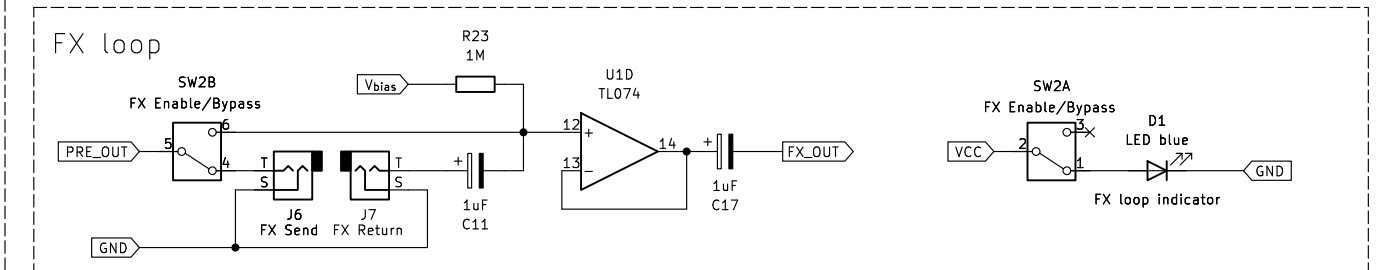 FX loop
R23
1M
SW2B
FX Enable/Bypass
Vbias
U1D
TL074
SW2A
FX Enable/Bypass
D1
LED blue
6
5
4
PRE_OUT
12
+
13
-
14
+
FX_OUT
1uF
C17
VCC
2
3
1
GND
FX loop indicator
T
S
J6
FX Send
T
S
J7
FX Return
+
1uF
C11
GND